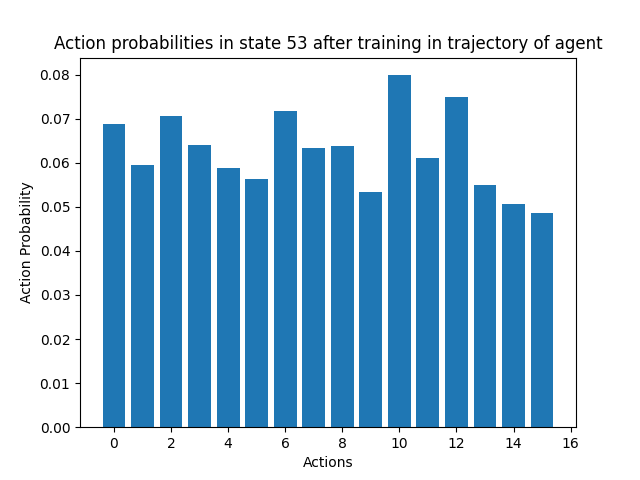 Action probabilities in state 53 after training in trajectory of agent
0.08
0.07
0.06
0.05
0.04
0.03
0.02
0.01
0.00
Action Probability
0 2 4 6 8 10 12 14 16
Actions